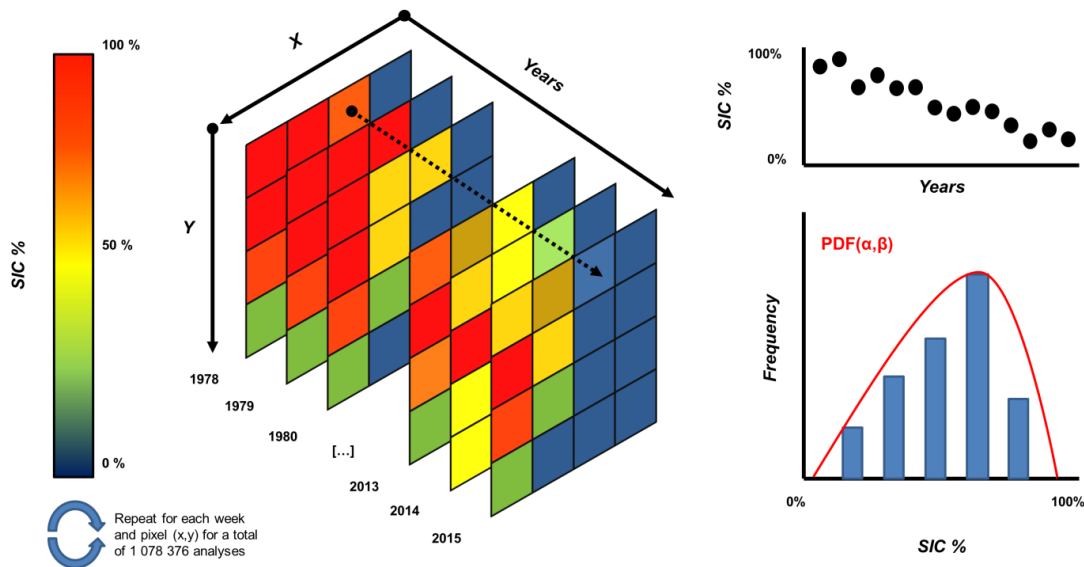 100 %
SIC %
50 %
0 %
X
Years
Y
1978
1979
1980
[...]
2013
2014
2015
Repeat for each week
and pixel (x,y) for a total
of 1 078 376 analyses
100%
SIC %
0%
Years
PDF(α,β)
Frequency
0%
100%
SIC %